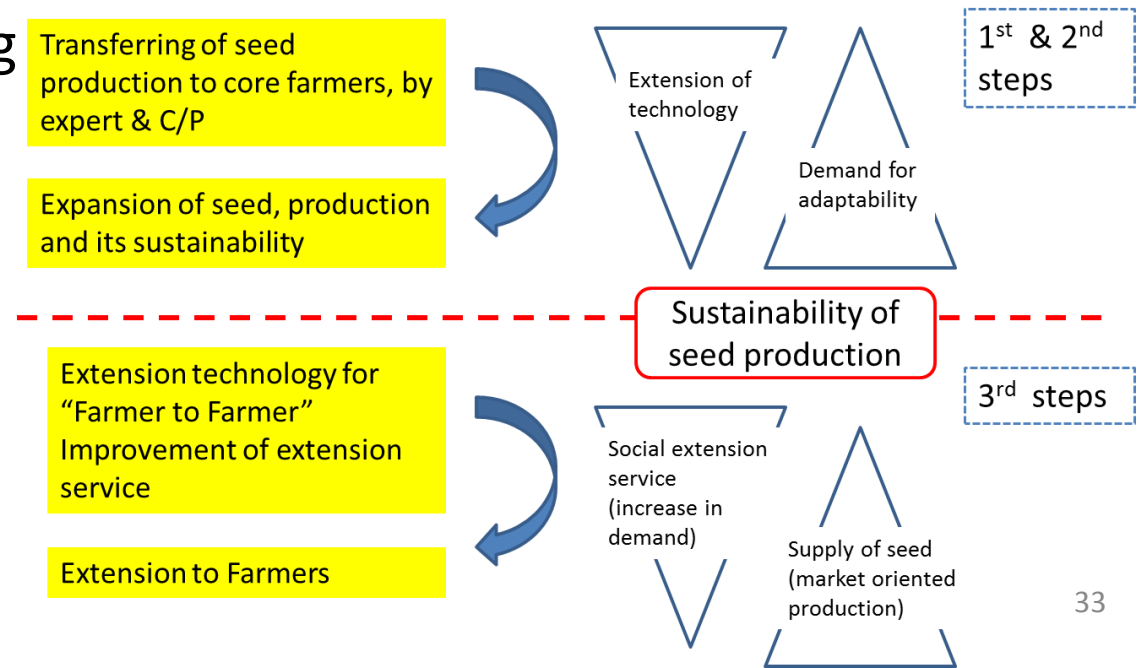 g
Transferring of seed
production to core farmers, by
expert & C/P
Expansion of seed, production
and its sustainability
Extension of
technology
Demand for
adaptability
1st & 2nd
steps
Sustainability of
seed production
Extension technology for
“Farmer to Farmer”
Improvement of extension
service
Extension to Farmers
Social extension
service
(increase in
demand)
Supply of seed
(market oriented
production)
3rd steps
33